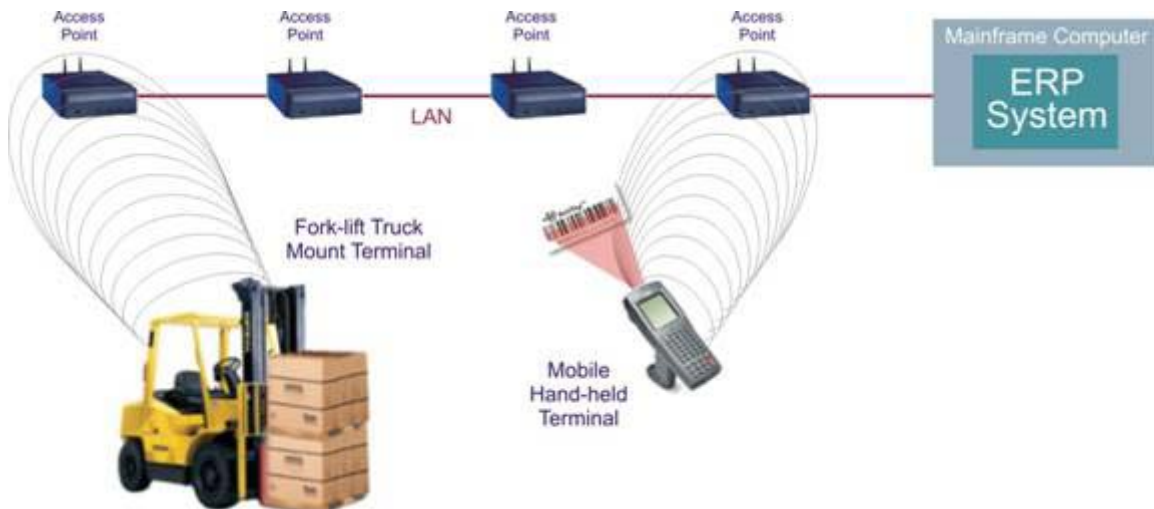 Access
Point
Access
Point
Access
Point
Access
Point
Mainframe Computer
ERP
System
LAN
Fork-lift Truck
Mount Terminal
Mobile
Hand-held
Terminal